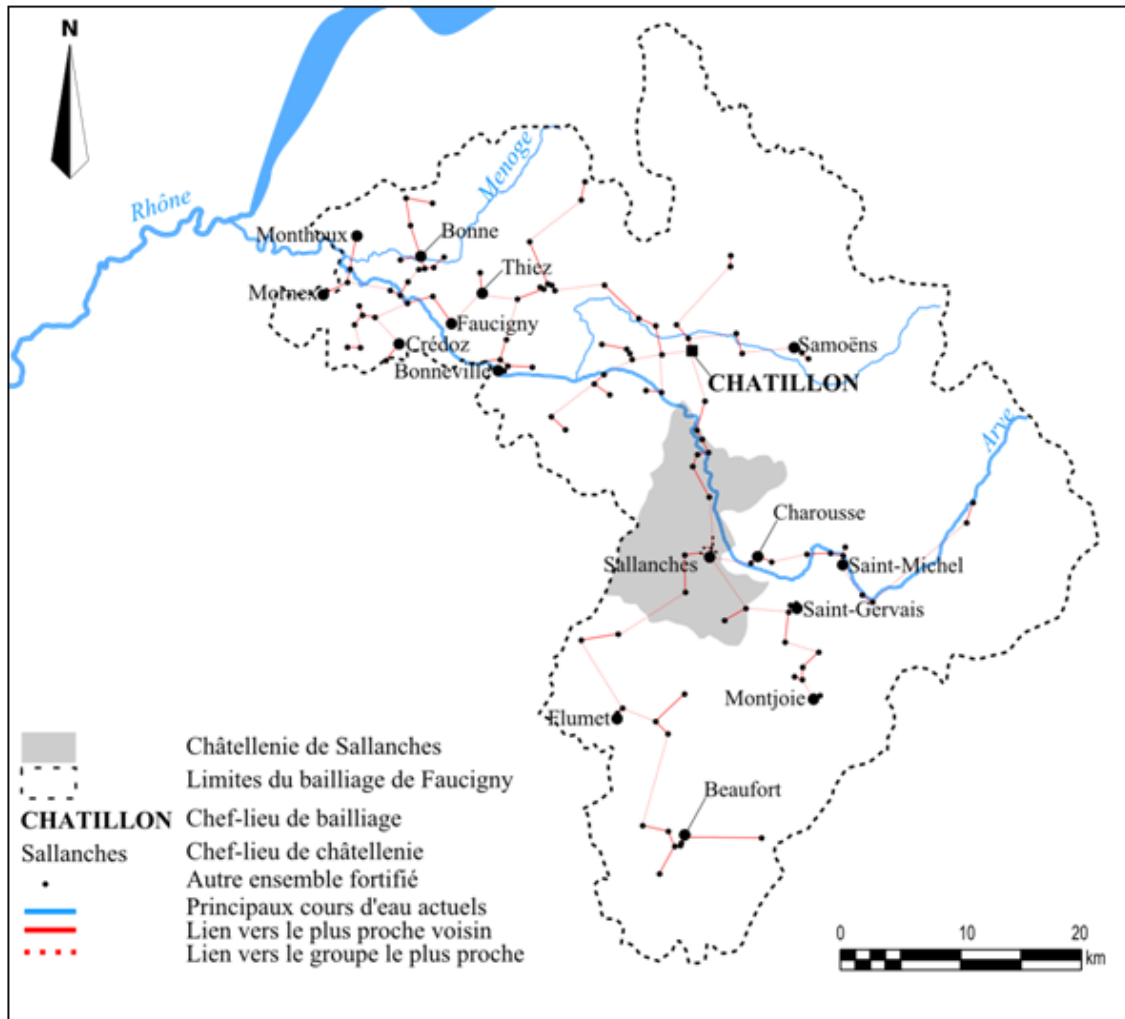 N
Rhône
Menoge
Monthoux
Bonne
Thiez
Mornex
Faucigny
Crédoz
Samoëns
Bonneville
CHATILLON
Arve
Charousse
Sallanches
Saint-Michel
Saint-Gervais
Montjoie
Flumet
Beaufort
Châtellenie de Sallanches
Limites du bailliage de Faucigny
CHATILLON Chef-lieu de bailliage
Sallanches Chef-lieu de châtellenie
Autre ensemble fortifié
Principaux cours d'eau actuels
Lien vers le plus proche voisin
Lien vers le groupe le plus proche
0 10 20
km